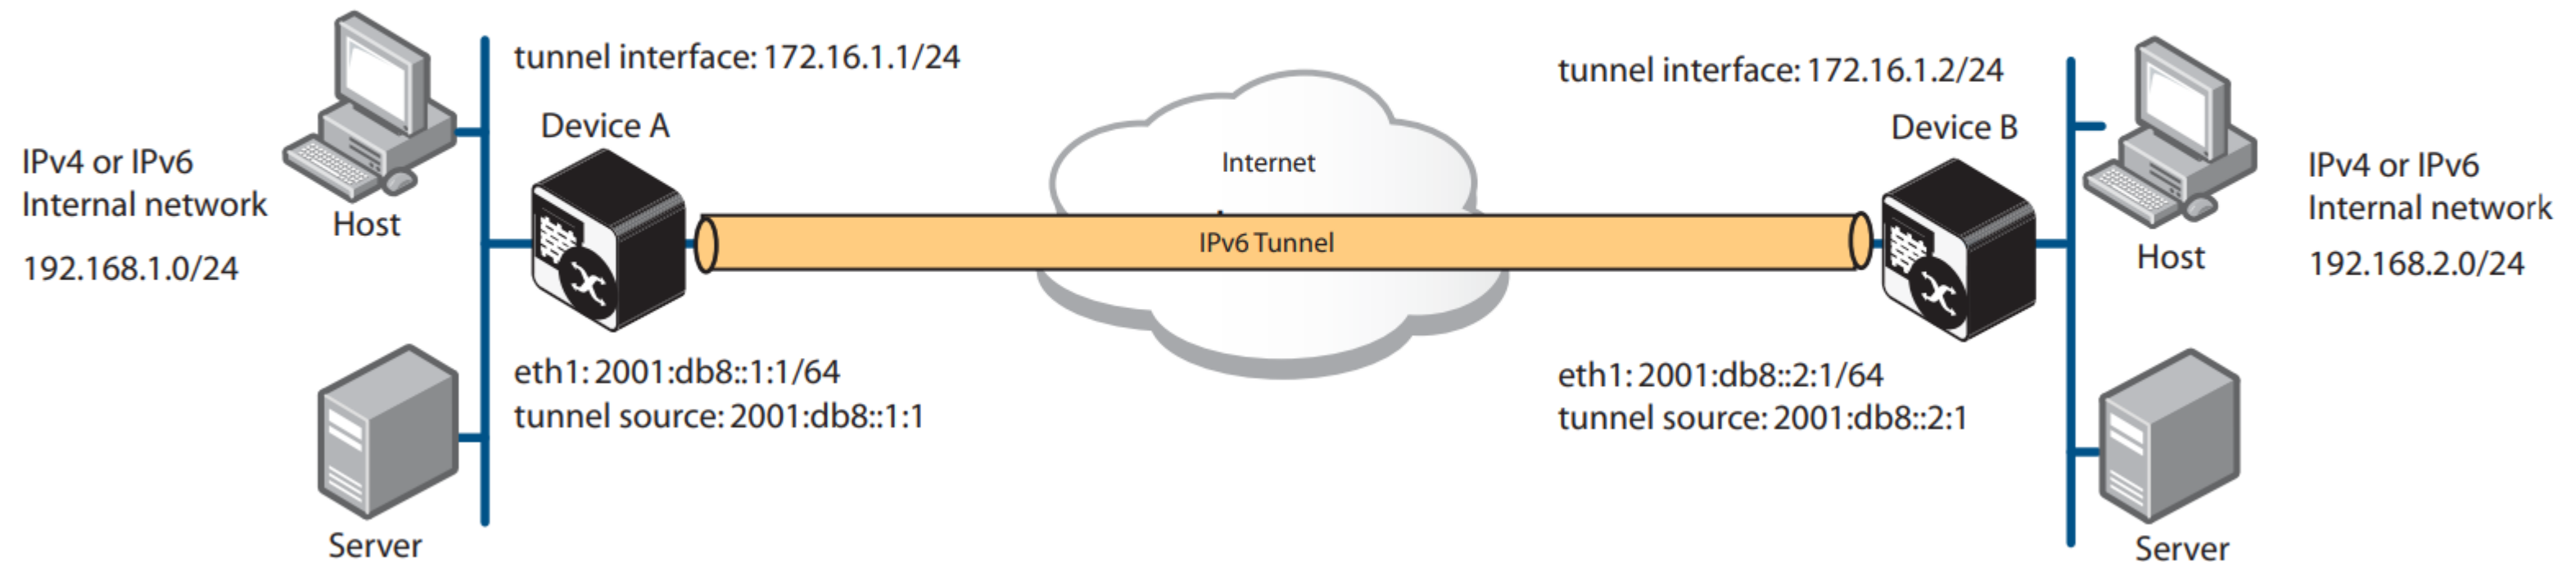 tunnel interface: 172.16.1.1/24
Device A
IPv4 or IPv6
Internal network
192.168.1.0/24
Host
Server
eth1: 2001:db8::1:1/64
tunnel source: 2001:db8::1:1
Internet
IPv6 Tunnel
tunnel interface: 172.16.1.2/24
Device B
eth1: 2001:db8::2:1/64
tunnel source: 2001:db8::2:1
Host
IPv4 or IPv6
Internal network
192.168.2.0/24
Server